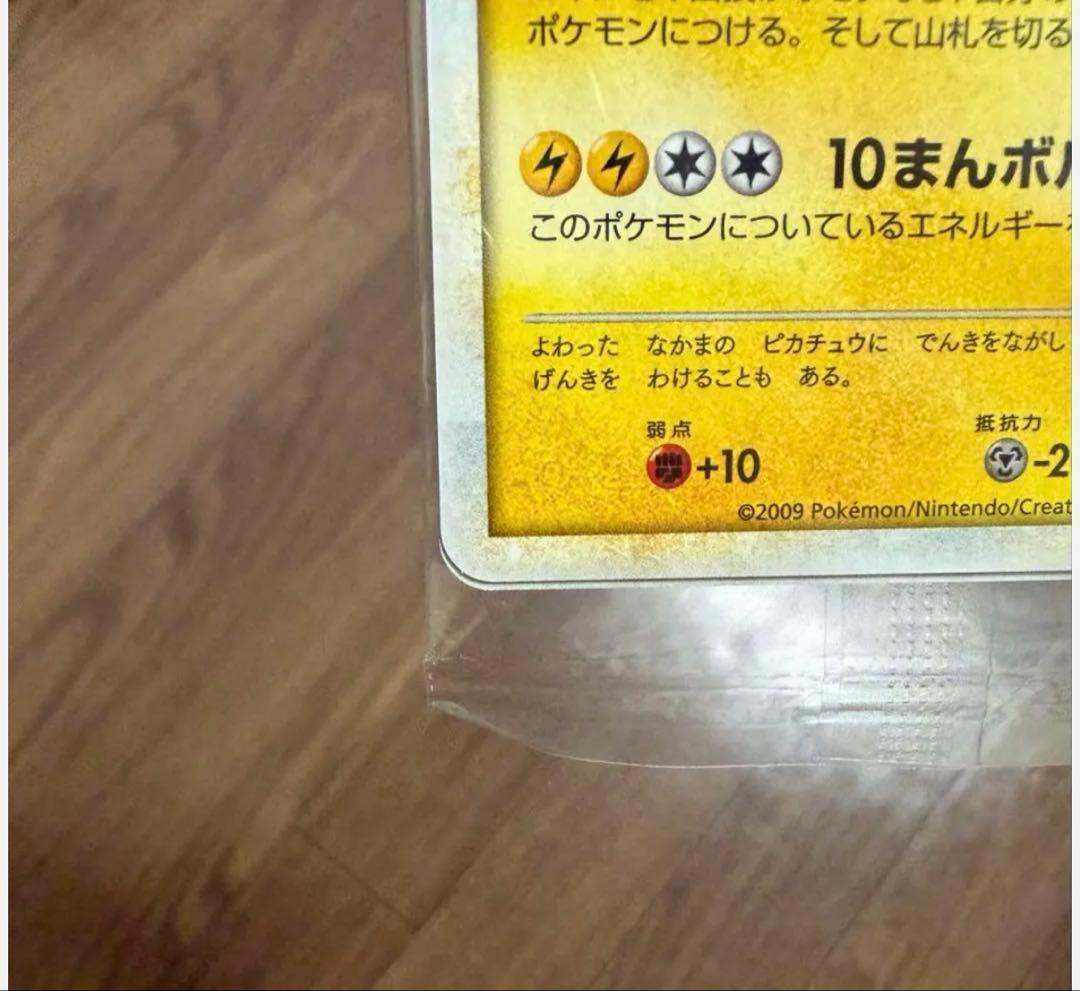 ポケモンにつける。そして山札を切る
10まんボ
このポケモンについているエネルギー
よわった なかまの ピカチュウに でんきをながし
げんきを わけることも ある。
弱点 抵抗力
+10 -2
©2009 Pokémon/Nintendo/Creat